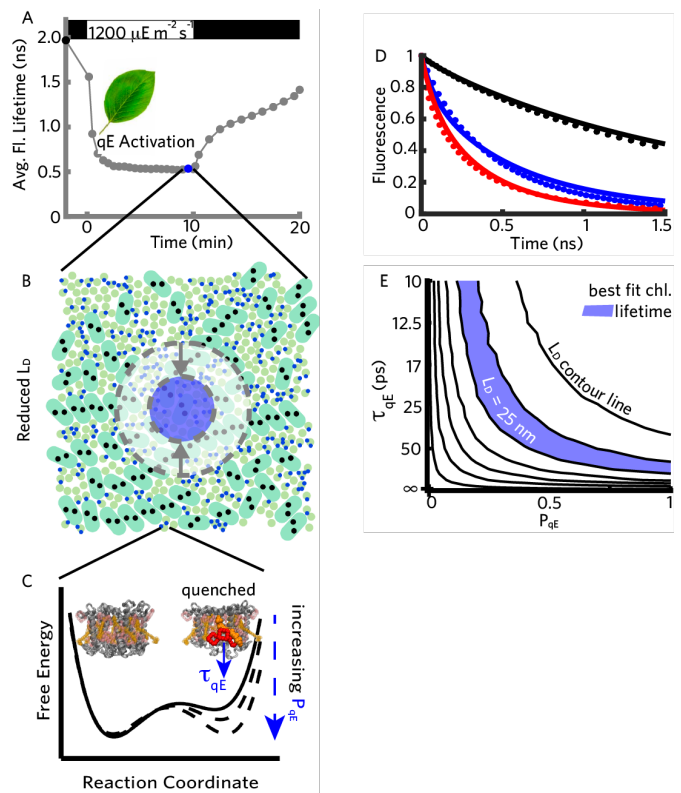 A
1200 µE m⁻² s⁻¹
Avg. Fl. Lifetime (ns)
2.0
1.5
1.0
0.5
qE Activation
0
10
20
Time (min)
B
Reduced L_D
C
quenched
τ_qE
increasing P_qE
Free Energy
Reaction Coordinate
D
Fluorescence
1
0.8
0.6
0.4
0.2
0
0
0.5
1
1.5
Time (ns)
E
best fit chl.
lifetime
10
12.5
17
25
50
∞
τ_qE (ps)
L_D contour line
L_D = 25 nm
0
0.5
1
P_qE